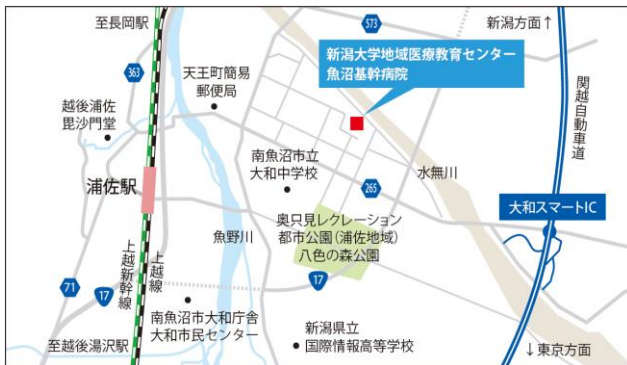 至長岡駅
573
新潟方面↑
363
天王町簡易
郵便局
新潟大学地域医療教育センター
魚沼基幹病院
越後浦佐
毘沙門堂
関越自動車道
南魚沼市立
大和中学校
265
水無川
浦佐駅
大和スマートIC
魚野川
奥只見レクレーション
都市公園(浦佐地域)
八色の森公園
上越新幹線
上越線
71
17
17
南魚沼市大和庁舎
大和市民センター
新潟県立
国際情報高等学校
至越後湯沢駅
↓東京方面